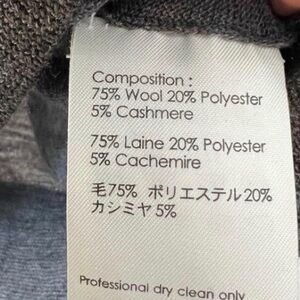 Composition :
75% Wool 20% Polyester
5% Cashmere
75% Laine 20% Polyester
5% Cachemire
毛75% ポリエステル20%
カシミヤ 5%
Professional dry clean only